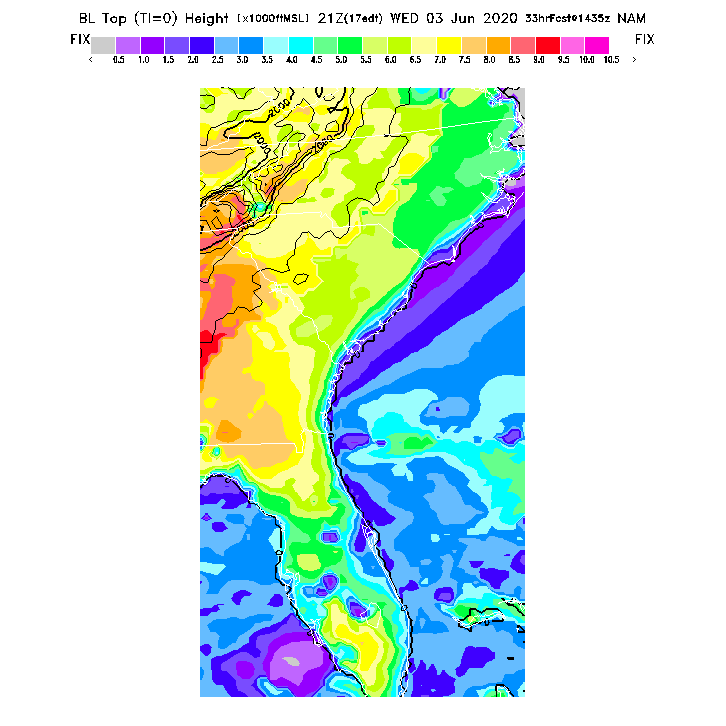 BL Top (TI=0) Height [x1000ftMSL] 21Z(17edt) WED 03 Jun 2020 33hrFcst@1435z NAM
FIX FIX
< 0.5 1.0 1.5 2.0 2.5 3.0 3.5 4.0 4.5 5.0 5.5 6.0 6.5 7.0 7.5 8.0 8.5 9.0 9.5 10.0 10.5 >
2000
2000
2000